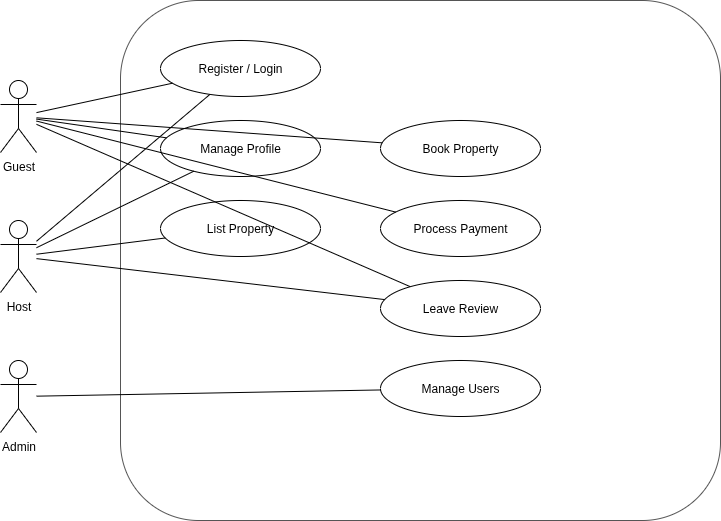 Register / Login
Guest
Manage Profile
Book Property
Host
List Property
Process Payment
Leave Review
Admin
Manage Users